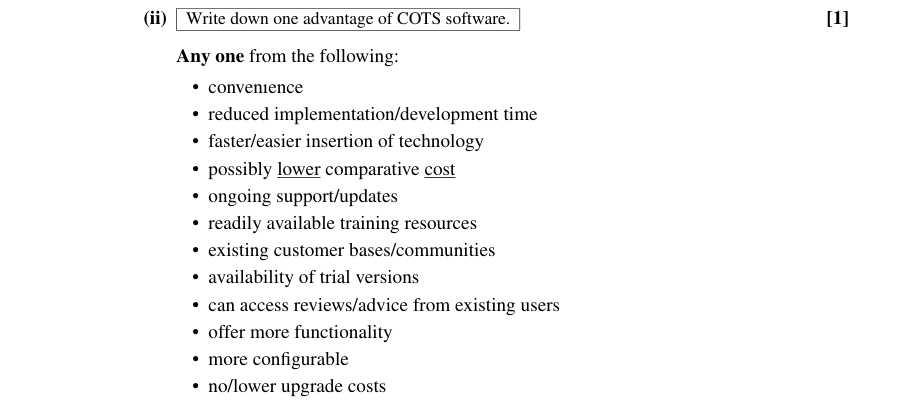 (ii) Write down one advantage of COTS software. [1]
Any one from the following:
• convenience
• reduced implementation/development time
• faster/easier insertion of technology
• possibly lower comparative cost
• ongoing support/updates
• readily available training resources
• existing customer bases/communities
• availability of trial versions
• can access reviews/advice from existing users
• offer more functionality
• more configurable
• no/lower upgrade costs